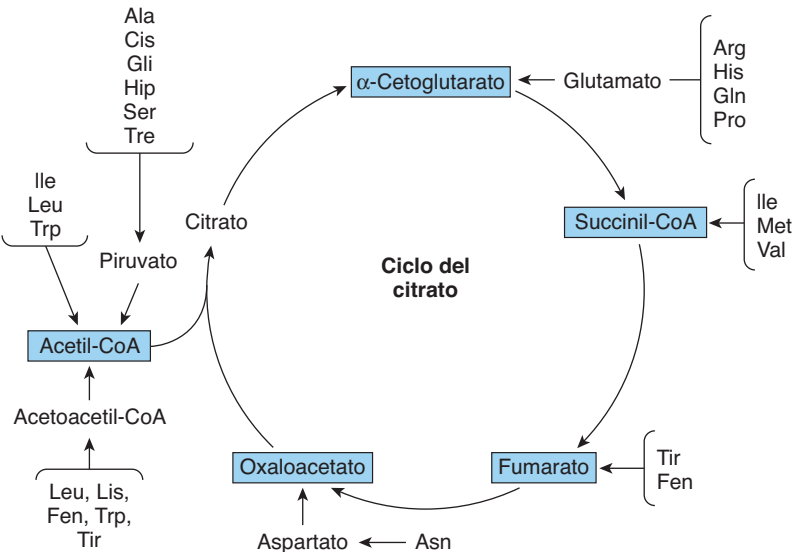 Ala
Cis
Gli
Hip
Ser
Tre
Ile
Leu
Trp
Piruvato
Citrato
Acetil-CoA
Acetoacetil-CoA
Leu, Lis,
Fen, Trp,
Tir
α-Cetoglutarato
Glutamato
Arg
His
Gln
Pro
Succinil-CoA
Ile
Met
Val
Ciclo del
citrato
Oxaloacetato
Fumarato
Tir
Fen
Aspartato
Asn